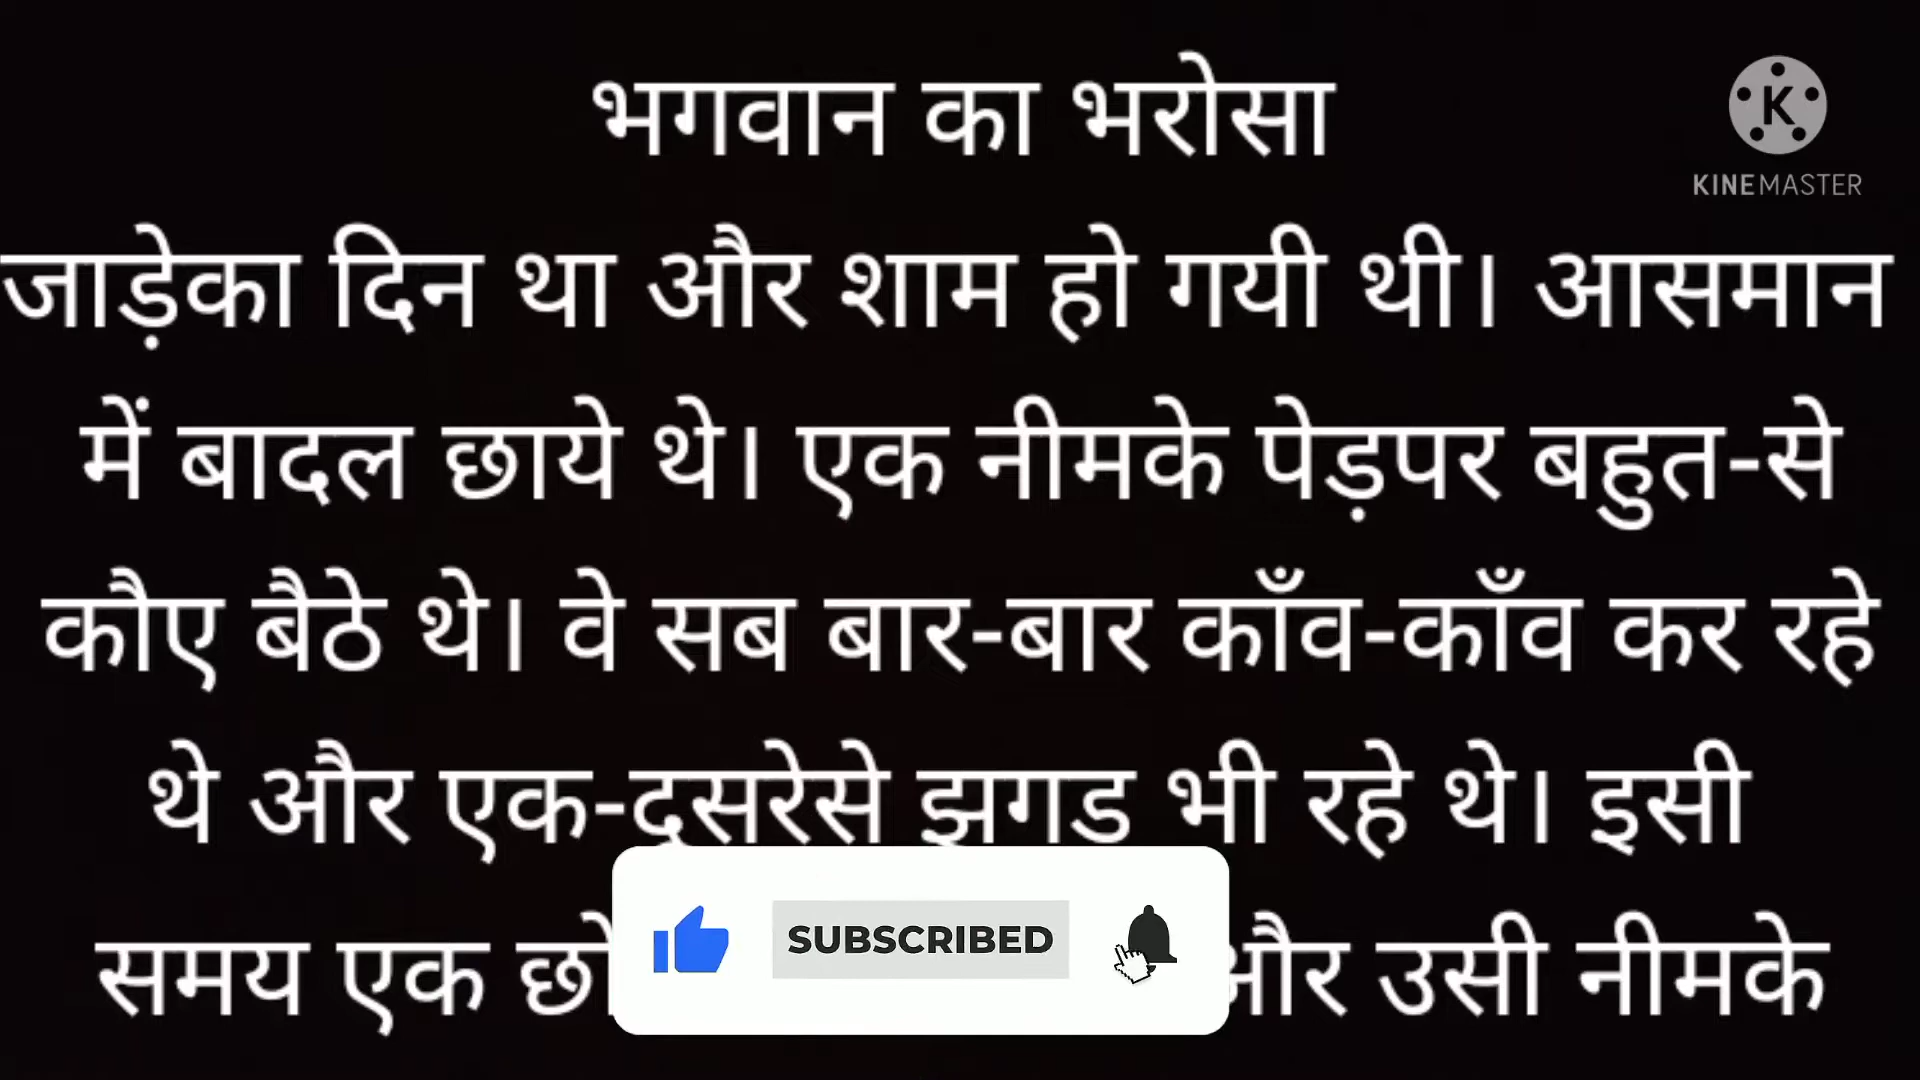 भगवान का भरोसा
K
KINEMASTER
जाड़ेका दिन था और शाम हो गयी थी। आसमान
में बादल छाये थे। एक नीमके पेड़पर बहुत-से
कौए बैठे थे। वे सब बार-बार काँव-काँव कर रहे
थे और एक-दूसरेसे झगड भी रहे थे। इसी
समय एक और उसी नीमके
SUBSCRIBED